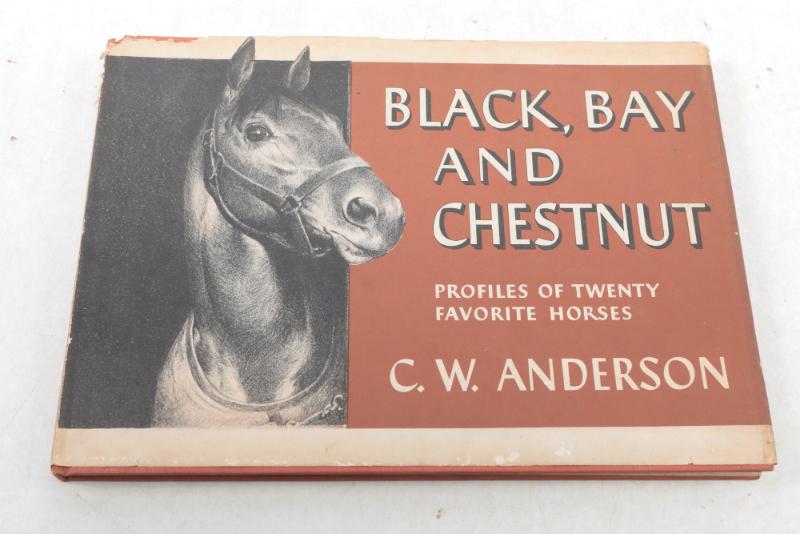 BLACK, BAY
AND
CHESTNUT
PROFILES OF TWENTY
FAVORITE HORSES
C. W. ANDERSON